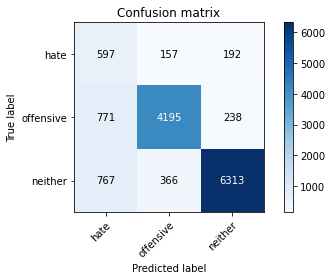 Confusion matrix
True label
hate
597
157
192
offensive
771
4195
238
neither
767
366
6313
hate
offensive
neither
Predicted label
6000
5000
4000
3000
2000
1000